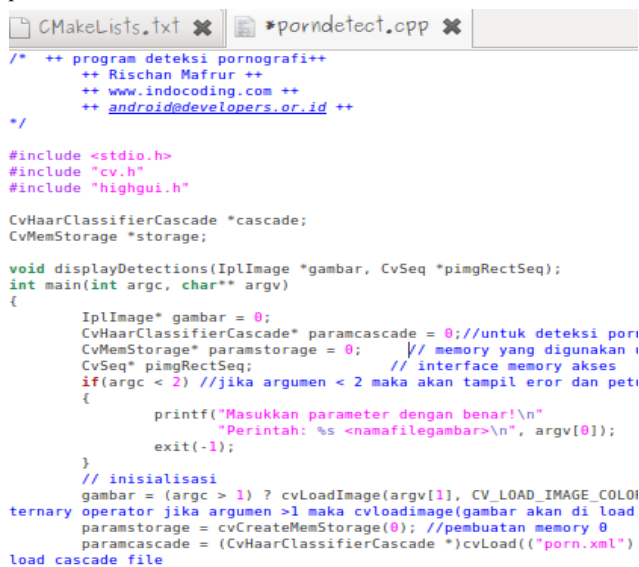 CMakeLists.txt ✖ *porndetect.cpp ✖
/*  ++ program deteksi pornografi++
        ++ Rischan Mafrur ++
        ++ www.indocoding.com ++
        ++ android@developers.or.id ++
*/

#include <stdio.h>
#include "cv.h"
#include "highgui.h"

CvHaarClassifierCascade *cascade;
CvMemStorage *storage;

void displayDetections(IplImage *gambar, CvSeq *pimgRectSeq);
int main(int argc, char** argv)
{
        IplImage* gambar = 0;
        CvHaarClassifierCascade* paramcascade = 0;//untuk deteksi porn
        CvMemStorage* paramstorage = 0;     // memory yang digunakan
        CvSeq* pimgRectSeq;               // interface memory akses
        if(argc < 2) //jika argumen < 2 maka akan tampil eror dan petu
        {
                printf("Masukkan parameter dengan benar!\n"
                       "Perintah: %s <namafilegambar>\n", argv[0]);
                exit(-1);
        }
        // inisialisasi
        gambar = (argc > 1) ? cvLoadImage(argv[1], CV_LOAD_IMAGE_COLO
ternary operator jika argumen >1 maka cvloadimage(gambar akan di load)
        paramstorage = cvCreateMemStorage(0); //pembuatan memory 0
        paramcascade = (CvHaarClassifierCascade *)cvLoad(("porn.xml")
load cascade file